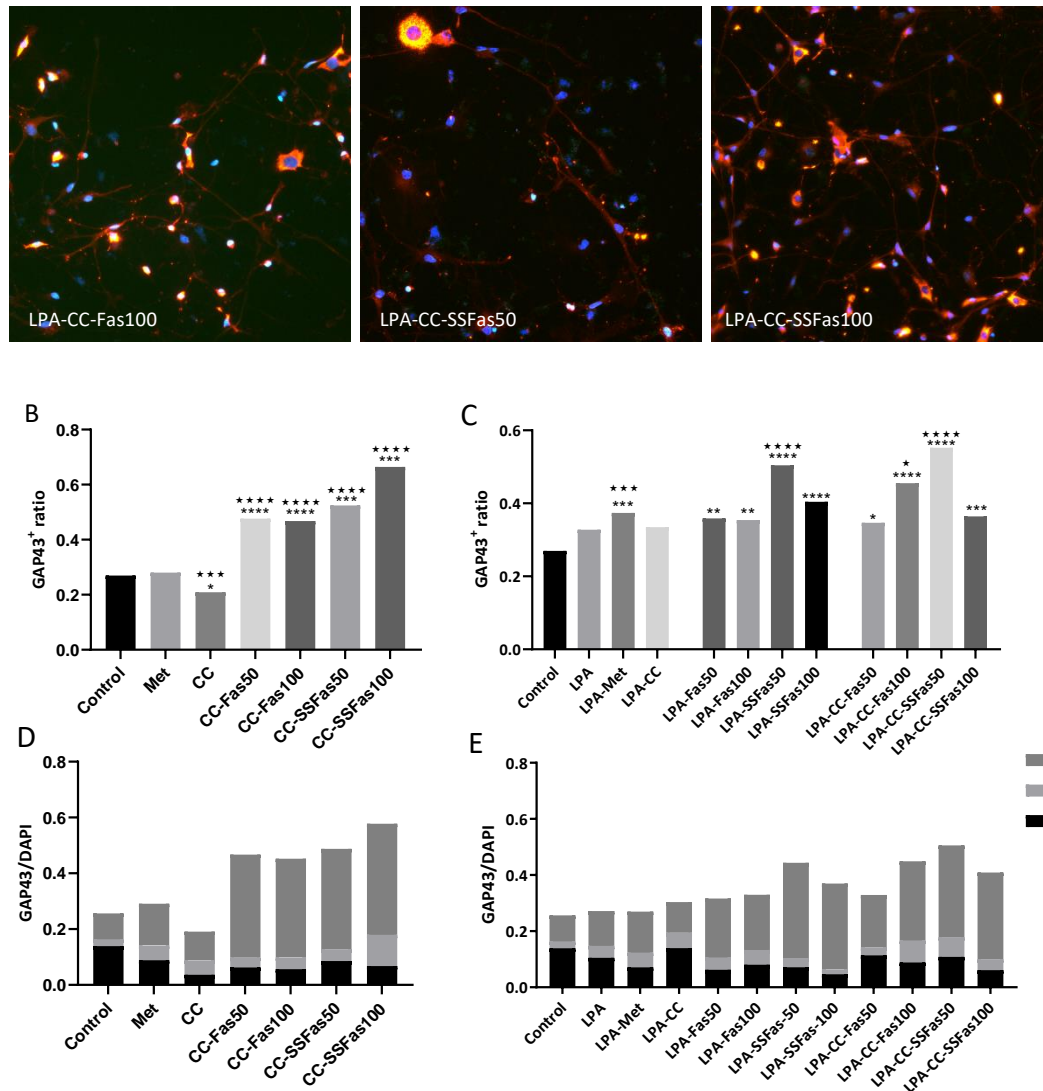 LPA-CC-Fas100
LPA-CC-SSFas50
LPA-CC-SSFas100
B
GAP43+ ratio
0.8
0.6
0.4
0.2
0.0
★★★
*
★★★★
****
★★★★
****
★★★★
***
★★★★
***
Control
Met
CC
CC-Fas50
CC-Fas100
CC-SSFas50
CC-SSFas100
C
GAP43+ ratio
0.6
0.4
0.2
0.0
★★★
***
**
**
★★★★
****
****
*
★
****
★★★★
****
***
Control
LPA
LPA-Met
LPA-CC
LPA-Fas50
LPA-Fas100
LPA-SSFas50
LPA-SSFas100
LPA-CC-Fas50
LPA-CC-Fas100
LPA-CC-SSFas50
LPA-CC-SSFas100
D
GAP43/DAPI
0.8
0.6
0.4
0.2
0.0
Control
Met
CC
CC-Fas50
CC-Fas100
CC-SSFas50
CC-SSFas100
E
GAP43/DAPI
0.8
0.6
0.4
0.2
0.0
Control
LPA
LPA-Met
LPA-CC
LPA-Fas50
LPA-Fas100
LPA-SSFas-50
LPA-SSFas-100
LPA-CC-Fas50
LPA-CC-Fas100
LPA-CC-SSFas50
LPA-CC-SSFas100